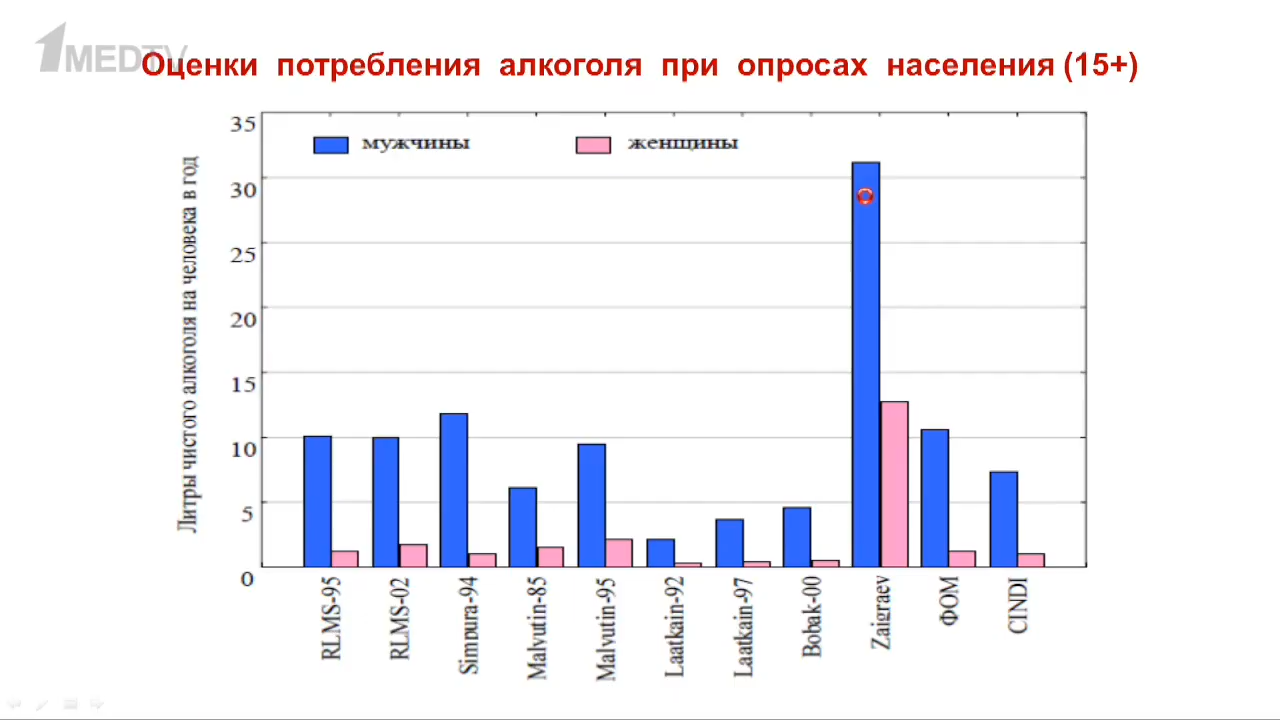 1MEDTV
Оценки потребления алкоголя при опросах населения (15+)
мужчины
женщины
Литры чистого алкоголя на человека в год
35
30
25
20
15
10
5
0
RLMS-95
RLMS-02
Simpura-94
Malyutin-85
Malyutin-95
Laatkain-92
Laatkain-97
Bobak-00
Zaigraev
ФОМ
CINDI